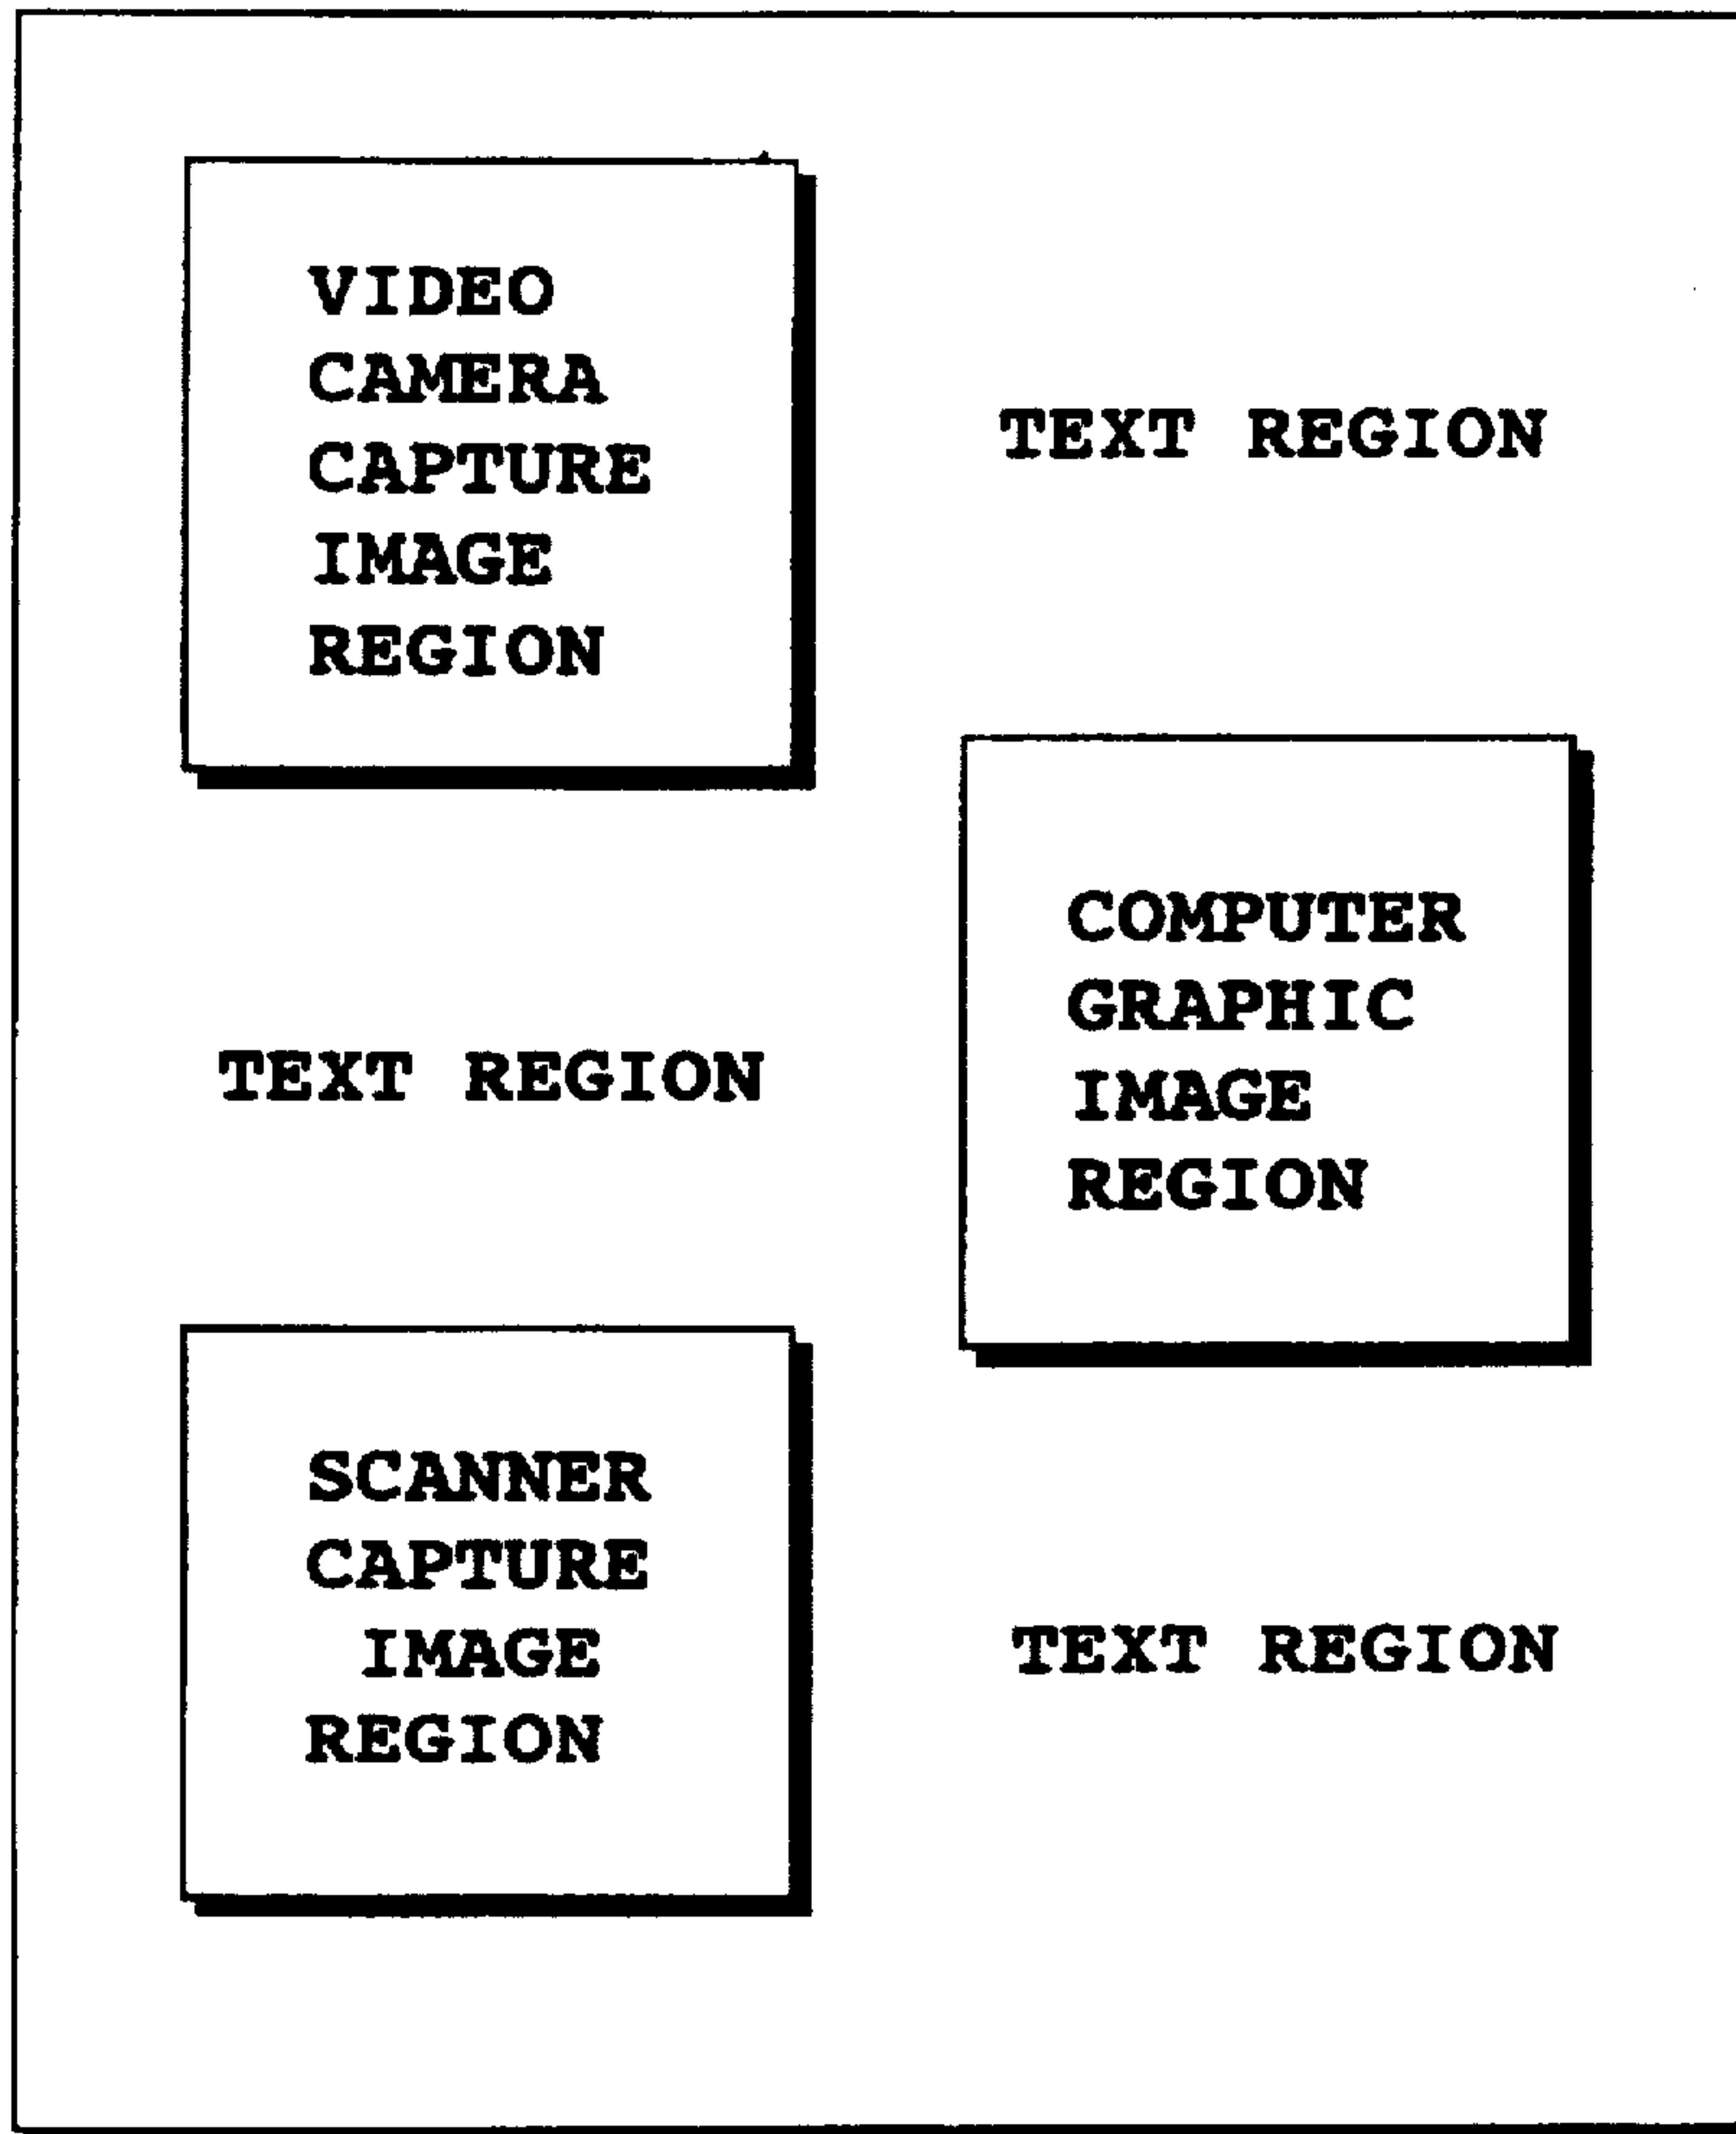 VIDEO
CAMERA
CAPTURE
IMAGE
REGION
TEXT REGION
COMPUTER
GRAPHIC
IMAGE
REGION
TEXT REGION
SCANNER
CAPTURE
IMAGE
REGION
TEXT REGION